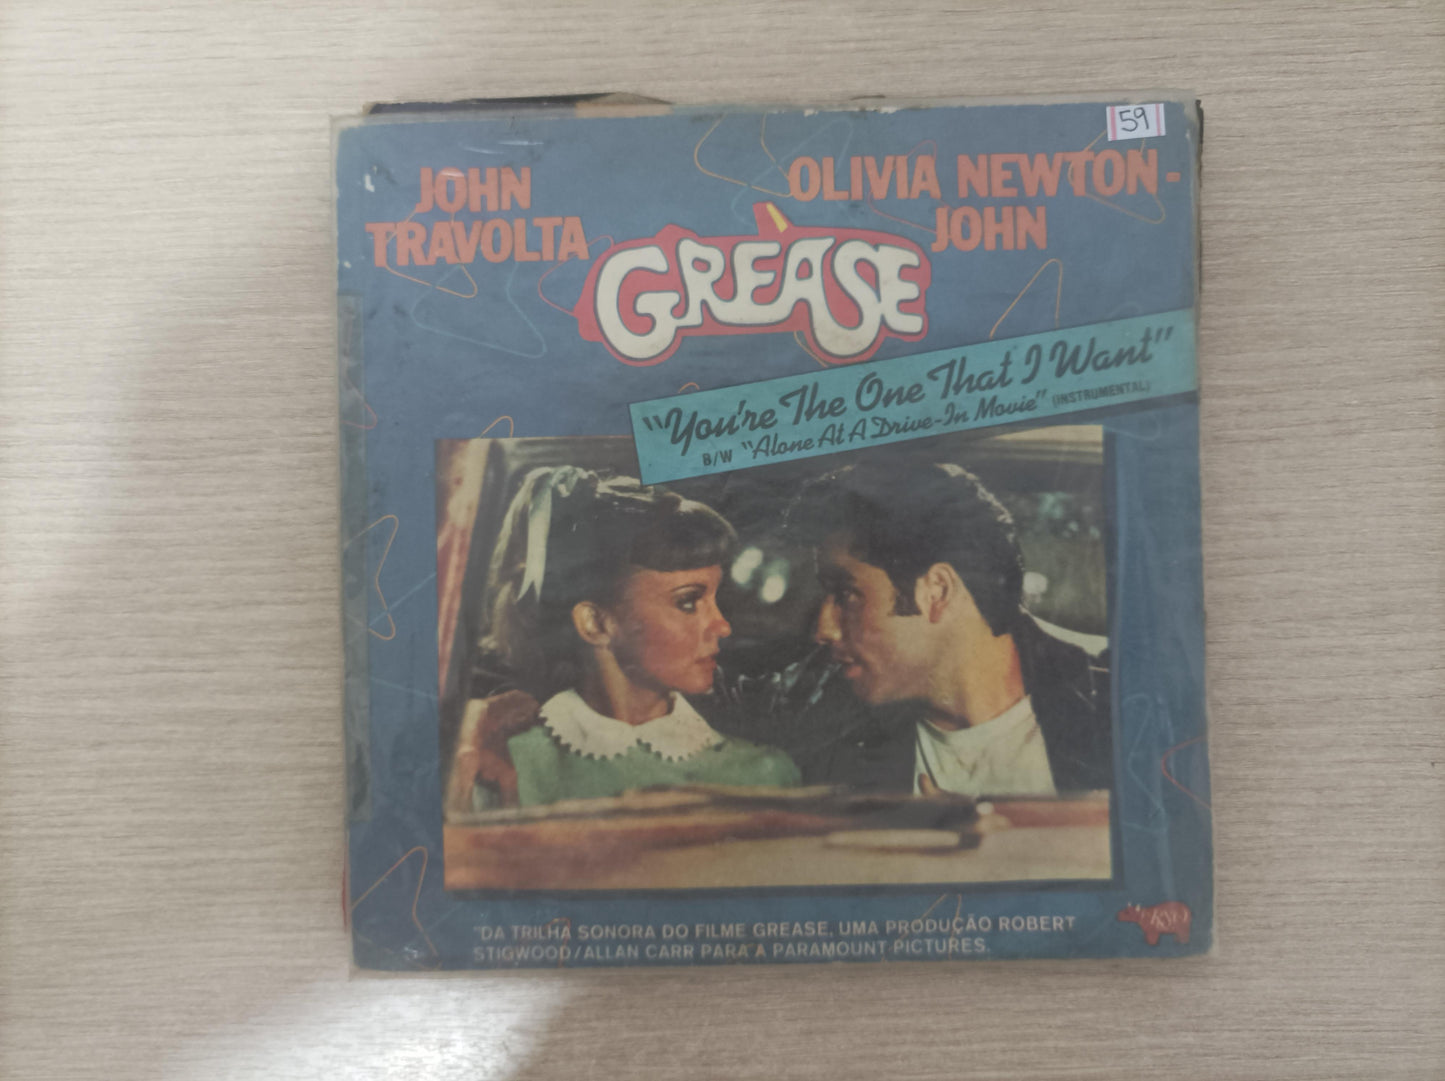 59
JOHN
TRAVOLTA
OLIVIA NEWTON-
JOHN
GREASE
"You're The One That I Want"
B/W "Alone At A Drive-In Movie" (INSTRUMENTAL)
"DA TRILHA SONORA DO FILME GREASE, UMA PRODUÇÃO ROBERT
STIGWOOD/ALLAN CARR PARA A PARAMOUNT PICTURES.
RSO